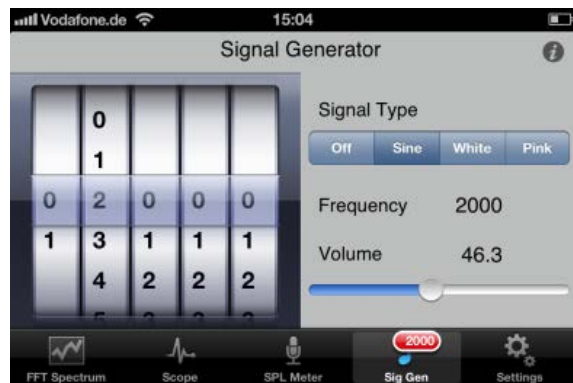 Vodafone.de 15:04
Signal Generator
Signal Type
Off Sine White Pink
Frequency 2000
Volume 46.3
0
1
0 2 0 0 0
1 3 1 1 1
4 2 2 2
2000
FFT Spectrum Scope SPL Meter Sig Gen Settings